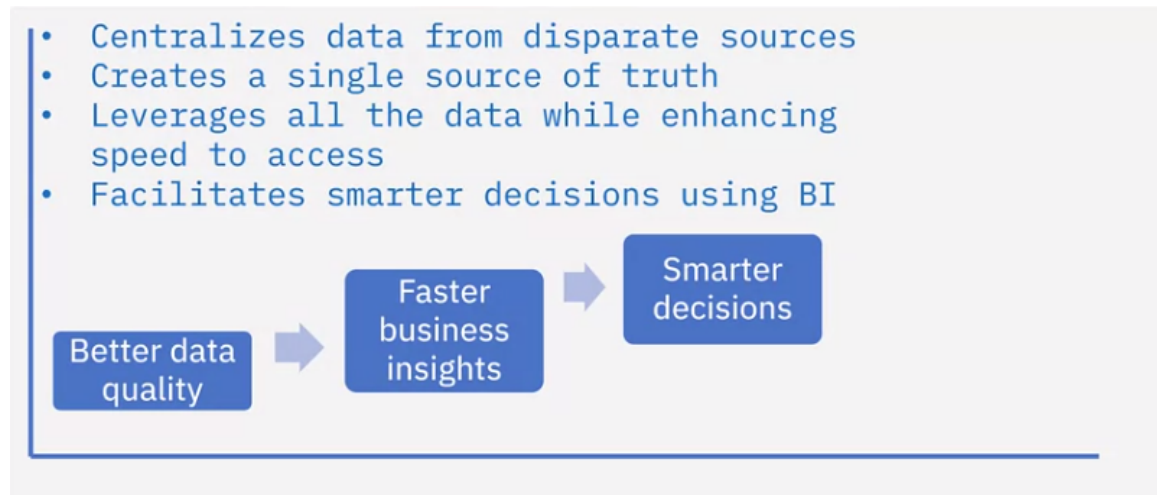 • Centralizes data from disparate sources
• Creates a single source of truth
• Leverages all the data while enhancing
speed to access
• Facilitates smarter decisions using BI
Better data
quality
Faster
business
insights
Smarter
decisions